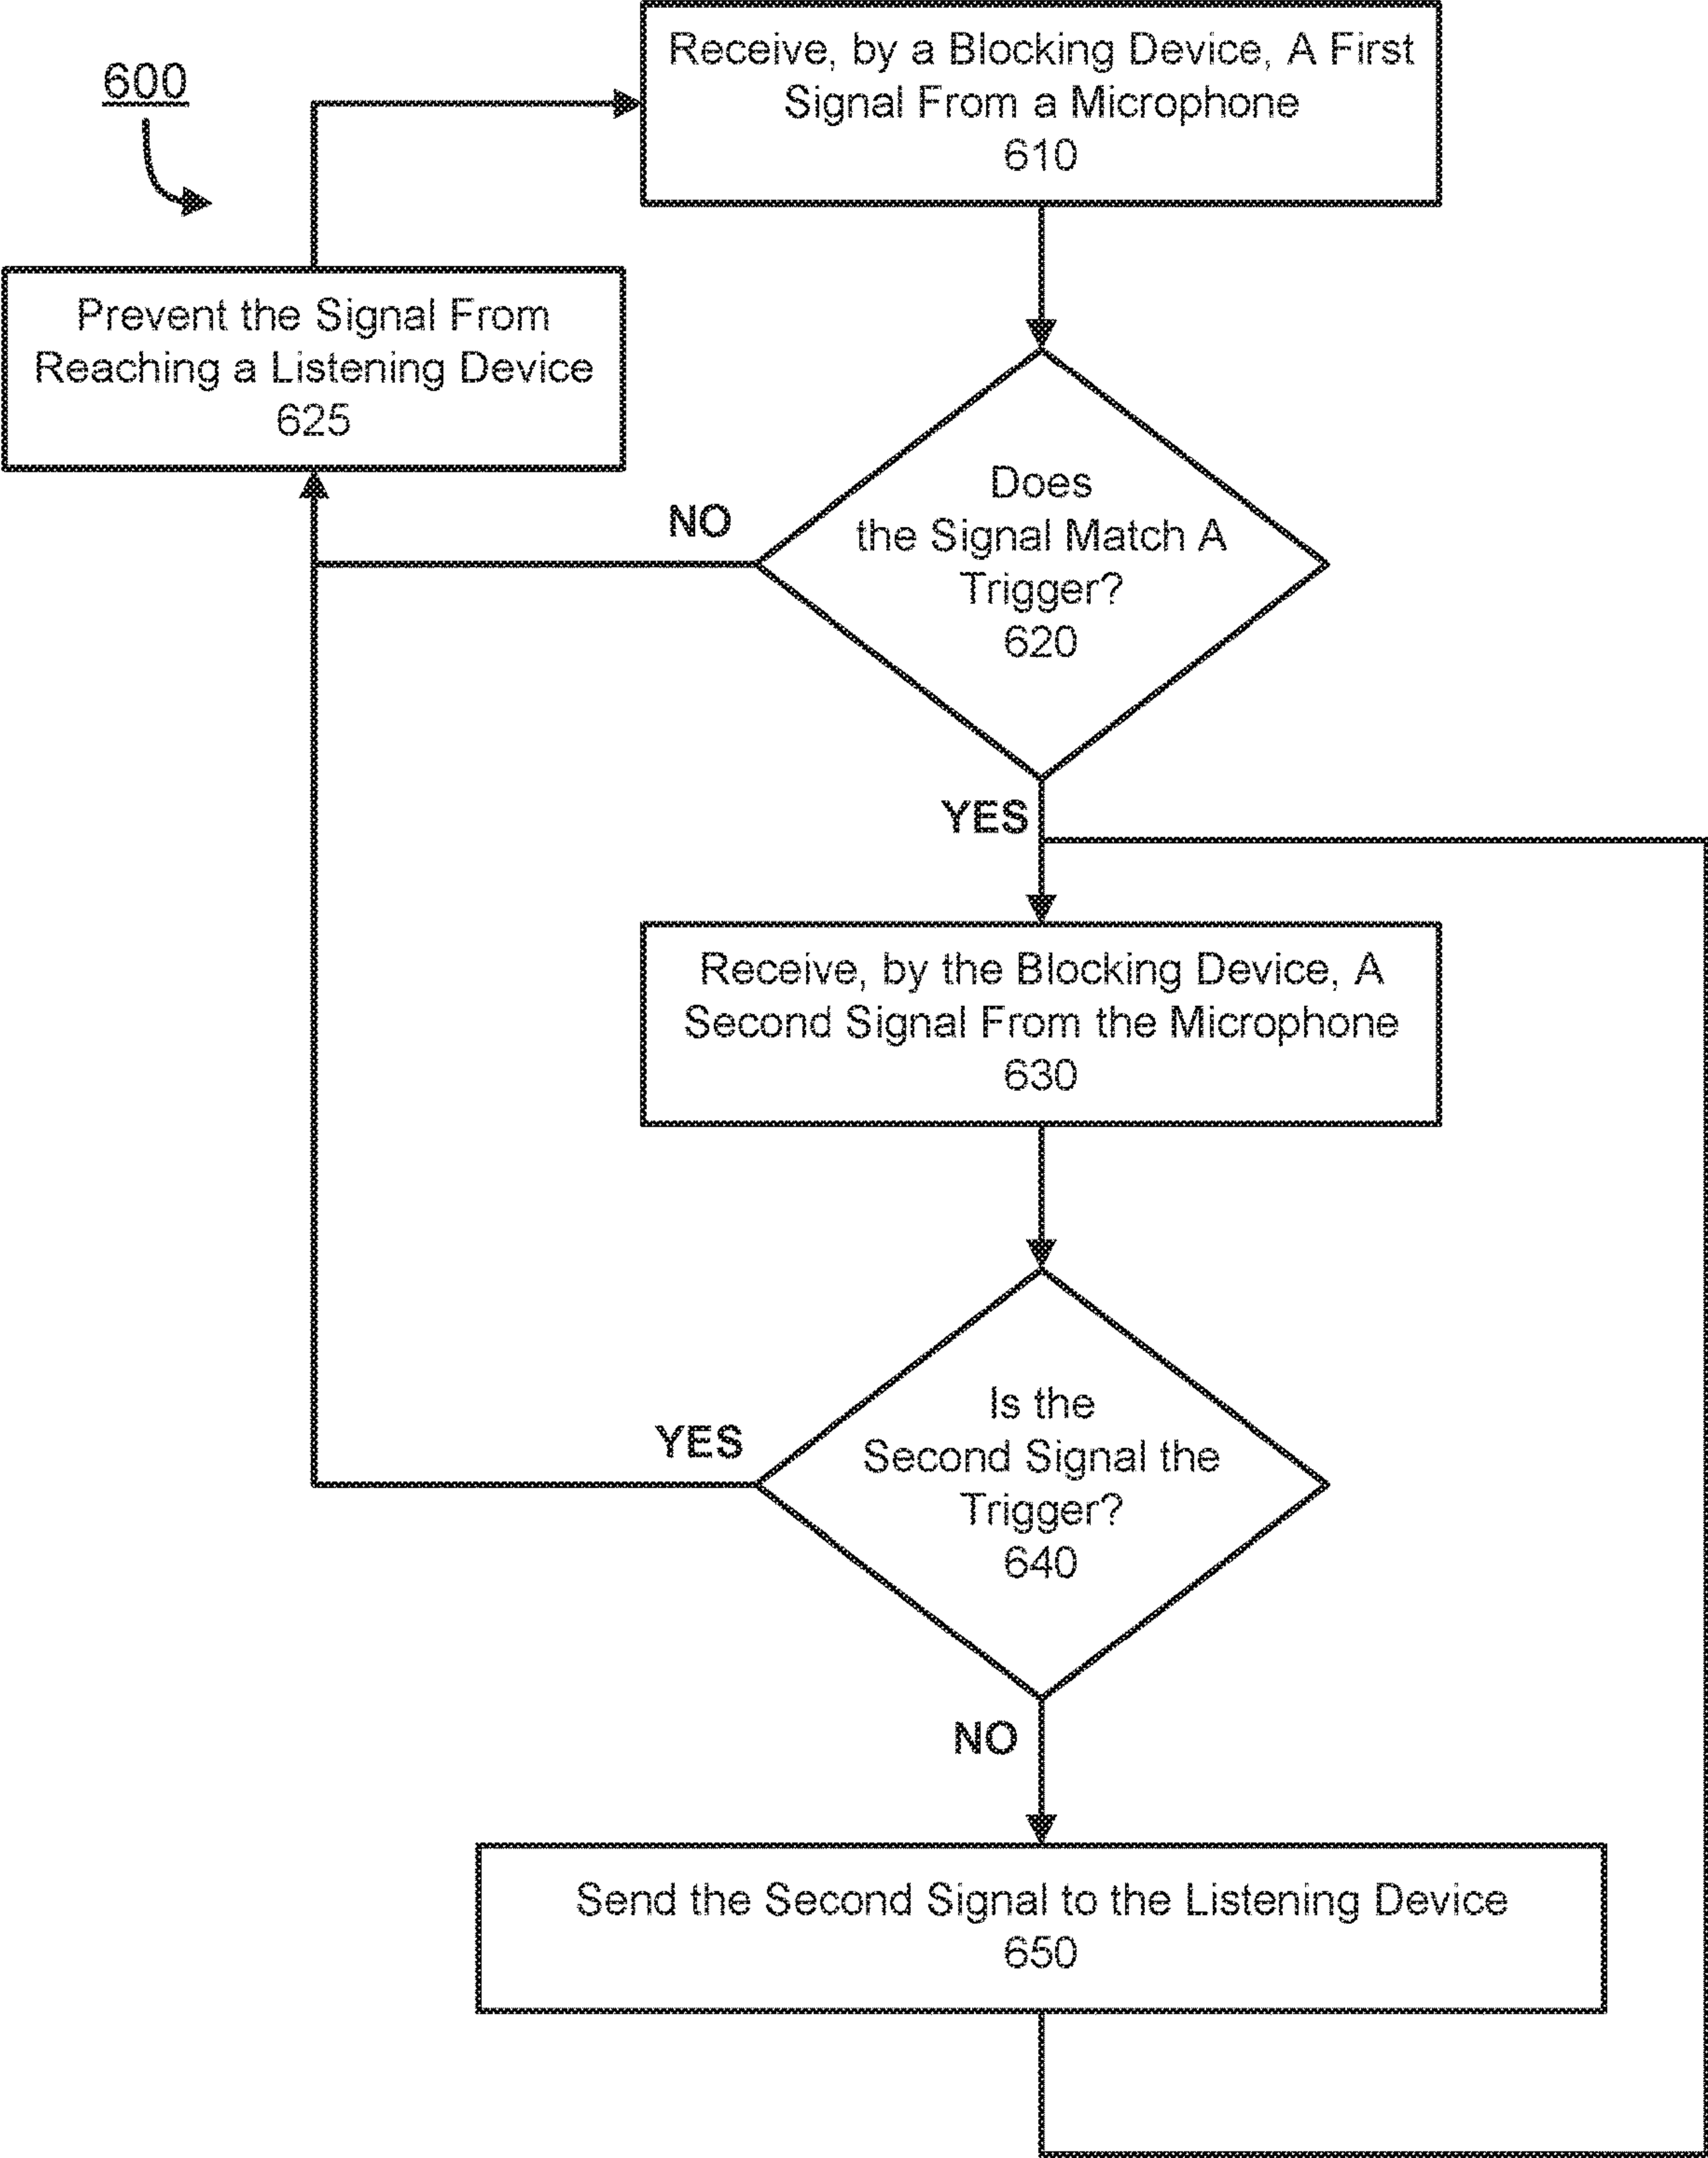 600
Receive, by a Blocking Device, A First
Signal From a Microphone
610
Prevent the Signal From
Reaching a Listening Device
625
Does
the Signal Match A
Trigger?
620
NO
YES
Receive, by the Blocking Device, A
Second Signal From the Microphone
630
Is the
Second Signal the
Trigger?
640
YES
NO
Send the Second Signal to the Listening Device
650